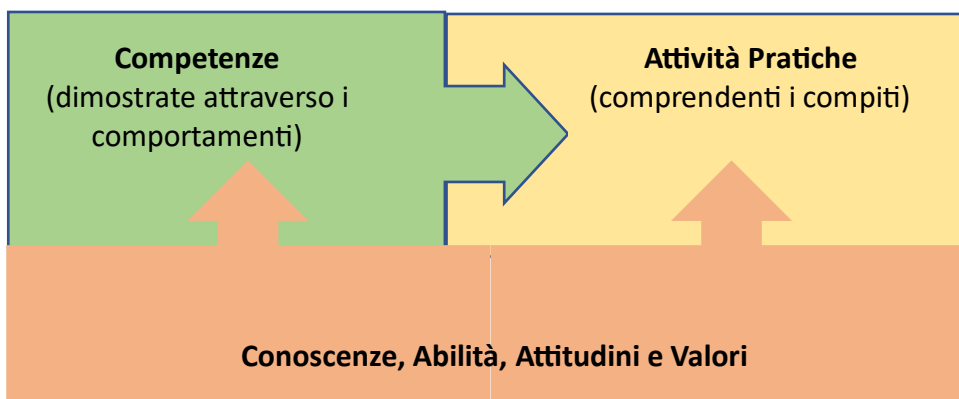 Competenze
(dimostrate attraverso i
comportamenti)
Attività Pratiche
(comprendenti i compiti)
Conoscenze, Abilità, Attitudini e Valori